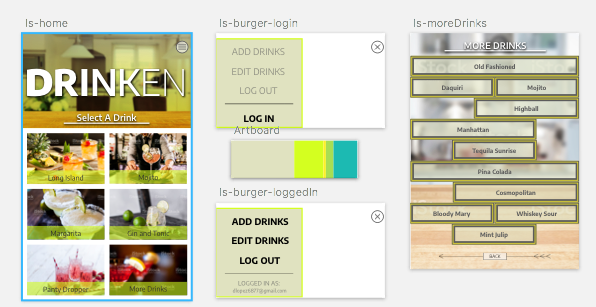 ls-home
DRINKEN
Select A Drink
Long Island
Mojito
Margarita
Gin and Tonic
Panty Dropper
More Drinks
ls-burger-login
ADD DRINKS
EDIT DRINKS
LOG OUT
LOG IN
Artboard
ls-burger-loggedIn
ADD DRINKS
EDIT DRINKS
LOG OUT
LOGGED IN AS:
ls-moreDrinks
MORE DRINKS
Old Fashioned
Daquiri
Mojito
Highball
Manhattan
Tequila Sunrise
Pina Colada
Cosmopolitan
Bloody Mary
Whiskey Sour
Mint Julip
BACK